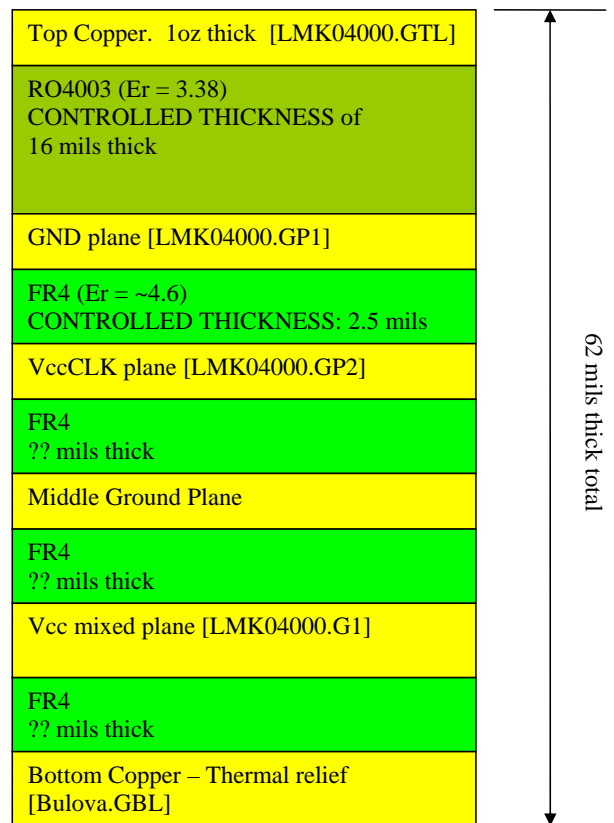 Top Copper.  1oz thick  [LMK04000.GTL]
RO4003 (Er = 3.38)
CONTROLLED THICKNESS of
16 mils thick
GND plane [LMK04000.GP1]
FR4 (Er = ~4.6)
CONTROLLED THICKNESS: 2.5 mils
VccCLK plane [LMK04000.GP2]
FR4
?? mils thick
Middle Ground Plane
FR4
?? mils thick
Vcc mixed plane [LMK04000.G1]
FR4
?? mils thick
Bottom Copper – Thermal relief
[Bulova.GBL]
62 mils thick total